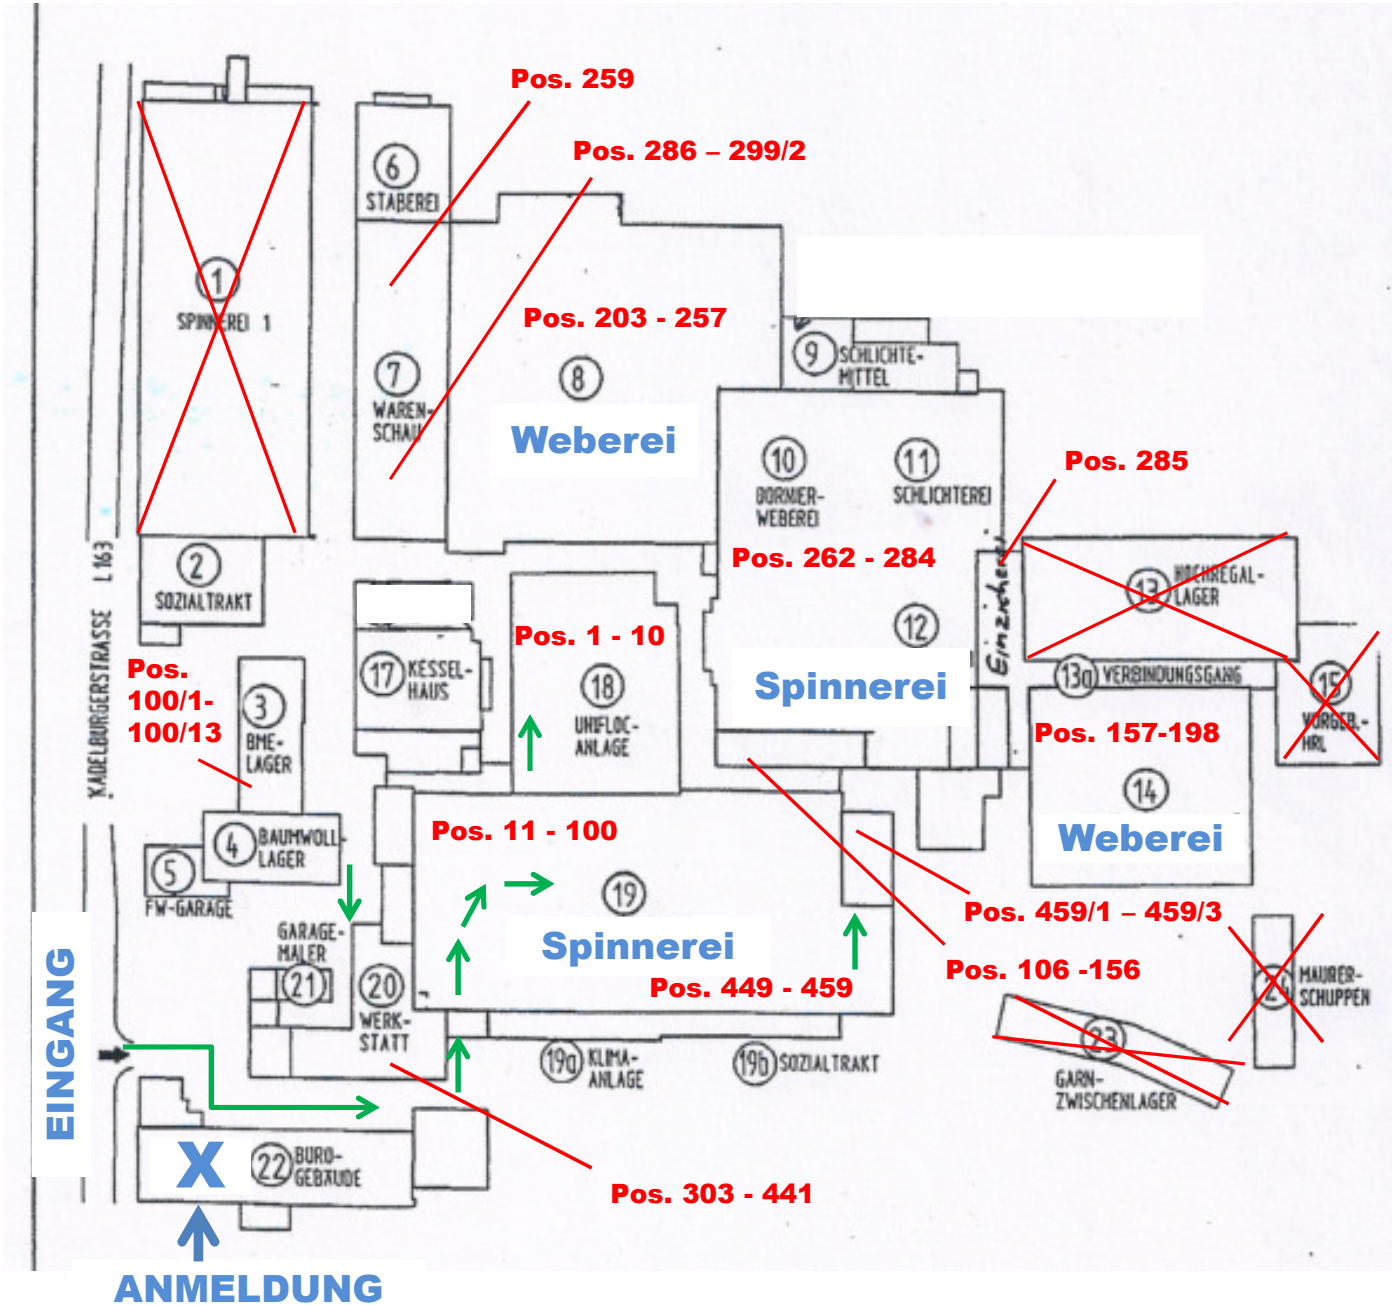 Pos. 259
Pos. 286 – 299/2
6
STABEREI
1
SPINNEREI 1
Pos. 203 - 257
7
WAREN-
SCHAU
8
Weberei
9
SCHLICHTE-
MITTEL
10
DORNIER-
WEBEREI
11
SCHLICHTEREI
Pos. 285
Pos. 262 - 284
2
SOZIALTRAKT
KADELBURGERSTRASSE L 163
Einzieherei
13
HOCHREGAL-
LAGER
12
Pos. 1 - 10
Pos.
100/1-
100/13
17
KESSEL-
HAUS
18
UNIFLOC-
ANLAGE
Spinnerei
13a
VERBINDUNGSGANG
15
VORGEB.-
HRL
3
BME-
LAGER
Pos. 157-198
14
Weberei
Pos. 11 - 100
4
BAUMWOLL-
LAGER
5
FW-GARAGE
19
Spinnerei
Pos. 459/1 – 459/3
GARAGE-
MALER
21
20
WERK-
STATT
Pos. 449 - 459
Pos. 106 -156
24
MAURER-
SCHUPPEN
EINGANG
19a
KLIMA-
ANLAGE
19b
SOZIALTRAKT
23
GARN-
ZWISCHENLAGER
X
22
BÜRO-
GEBÄUDE
Pos. 303 - 441
ANMELDUNG